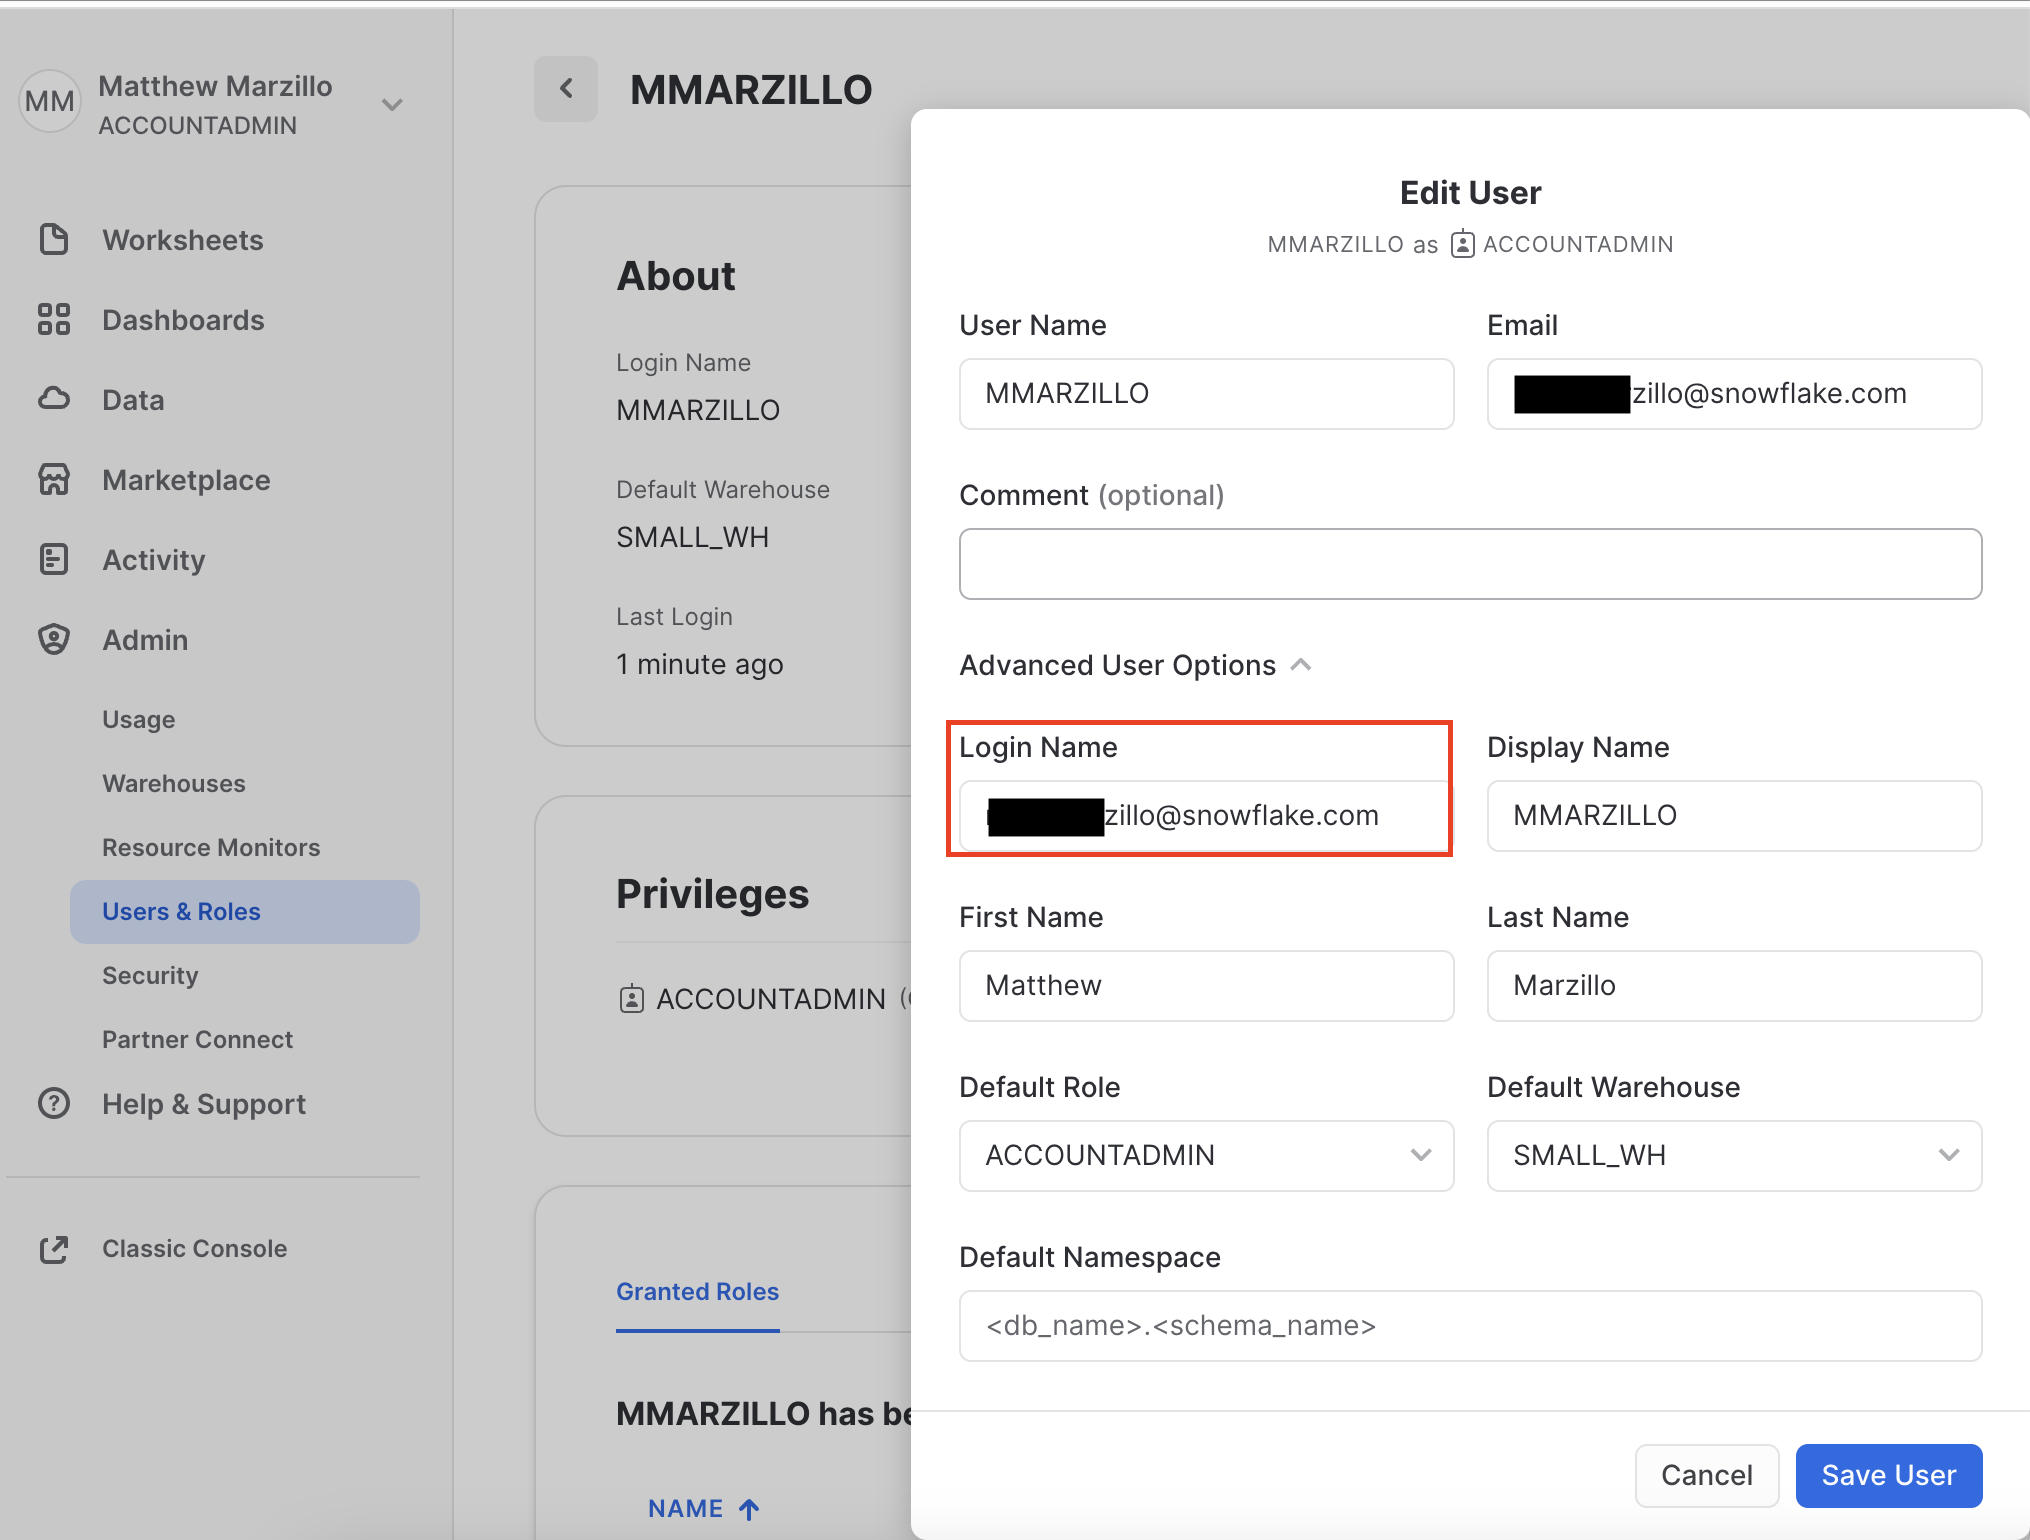 MM
Matthew Marzillo
ACCOUNTADMIN
Worksheets
Dashboards
Data
Marketplace
Activity
Admin
Usage
Warehouses
Resource Monitors
Users & Roles
Security
Partner Connect
Help & Support
Classic Console
MMARZILLO
About
Login Name
MMARZILLO
Default Warehouse
SMALL_WH
Last Login
1 minute ago
Privileges
ACCOUNTADMIN
Granted Roles
MMARZILLO has
NAME
Edit User
MMARZILLO as ACCOUNTADMIN
User Name
MMARZILLO
Email
zillo@snowflake.com
Comment (optional)
Advanced User Options
Login Name
zillo@snowflake.com
Display Name
MMARZILLO
First Name
Matthew
Last Name
Marzillo
Default Role
ACCOUNTADMIN
Default Warehouse
SMALL_WH
Default Namespace
<db_name>.<schema_name>
Cancel
Save User